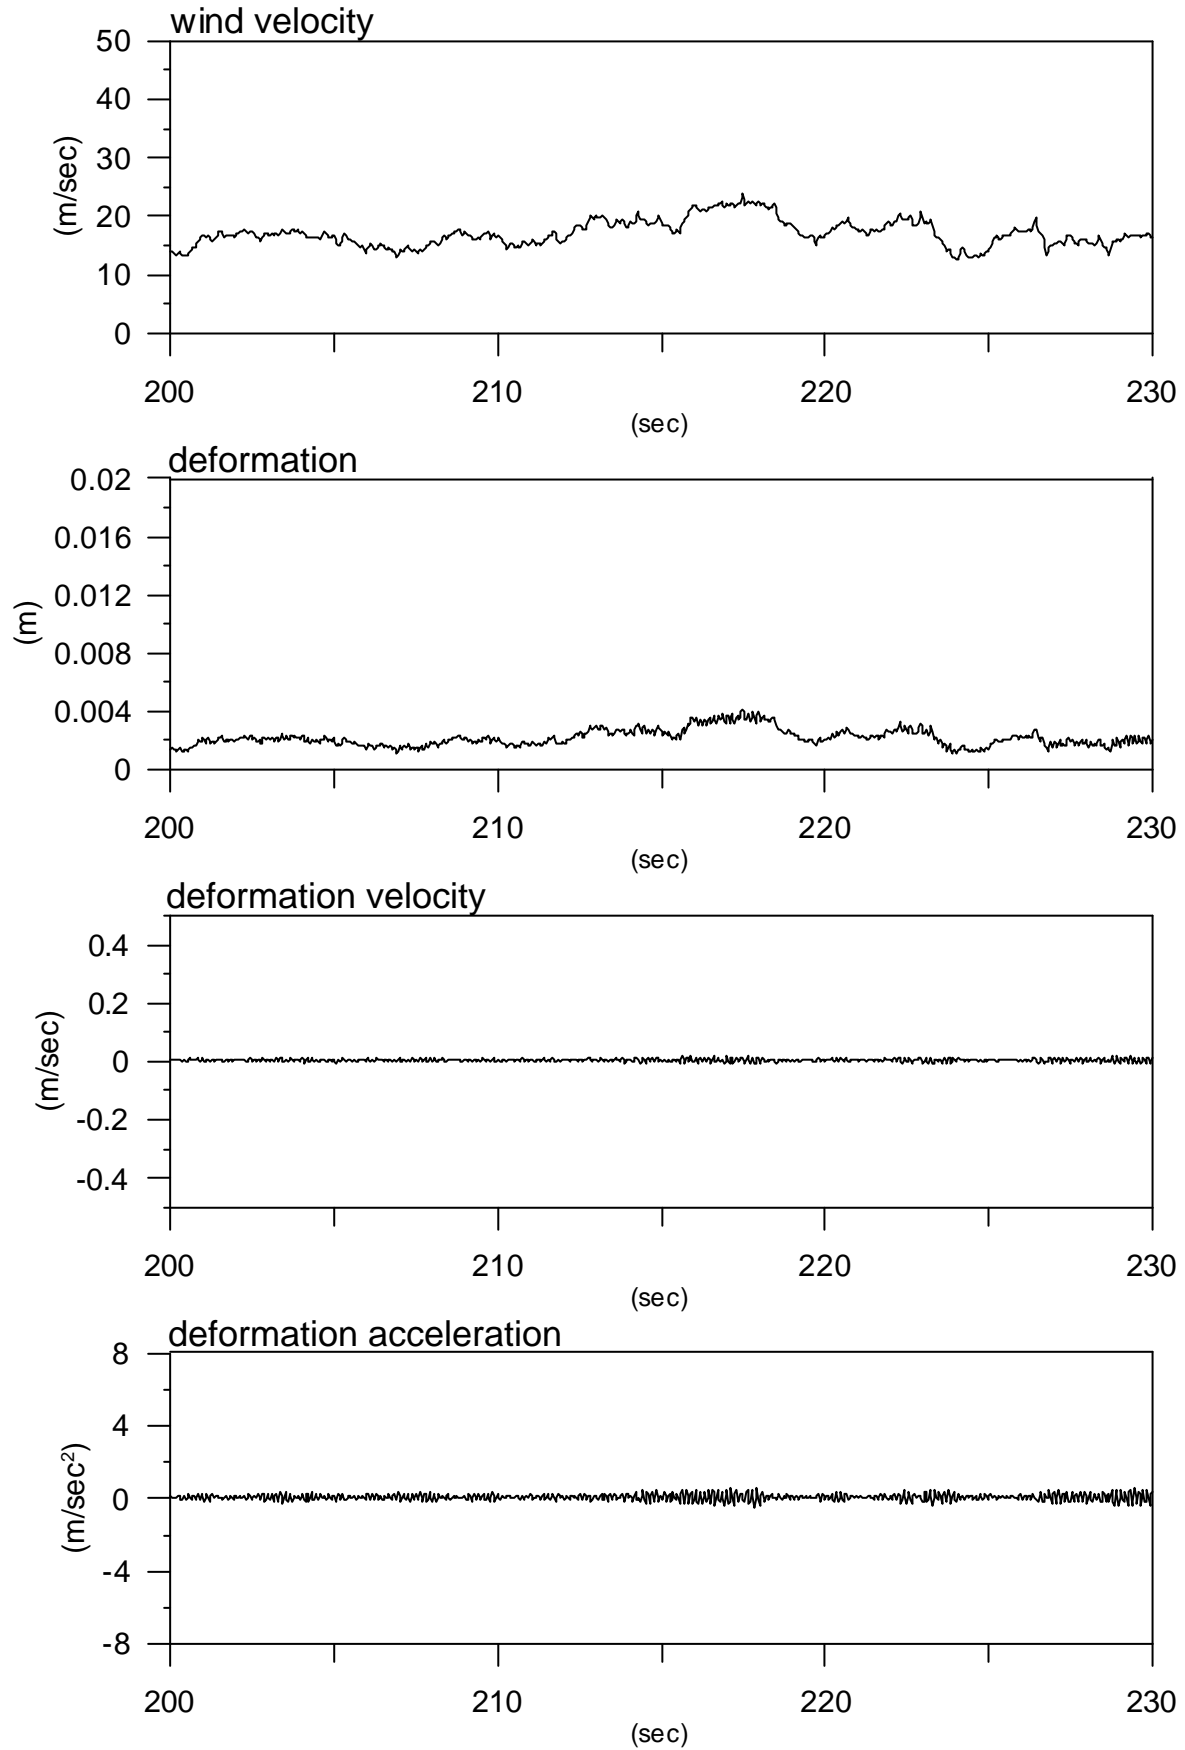 wind velocity
50
40
30
20
10
0
(m/sec)
200 210 220 230
(sec)
deformation
0.02
0.016
0.012
0.008
0.004
0
(m)
200 210 220 230
(sec)
deformation velocity
0.4
0.2
0
-0.2
-0.4
(m/sec)
200 210 220 230
(sec)
deformation acceleration
8
4
0
-4
-8
(m/sec²)
200 210 220 230
(sec)